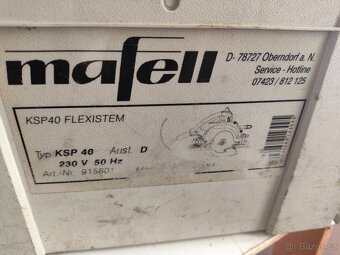 mafell
D- 78727 Oberndorf a. N.
Service - Hotline
07423 / 812 125
KSP40 FLEXISTEM
Typ KSP 40 Ausf. D
230 V 50 Hz
Art.-Nr. 915801